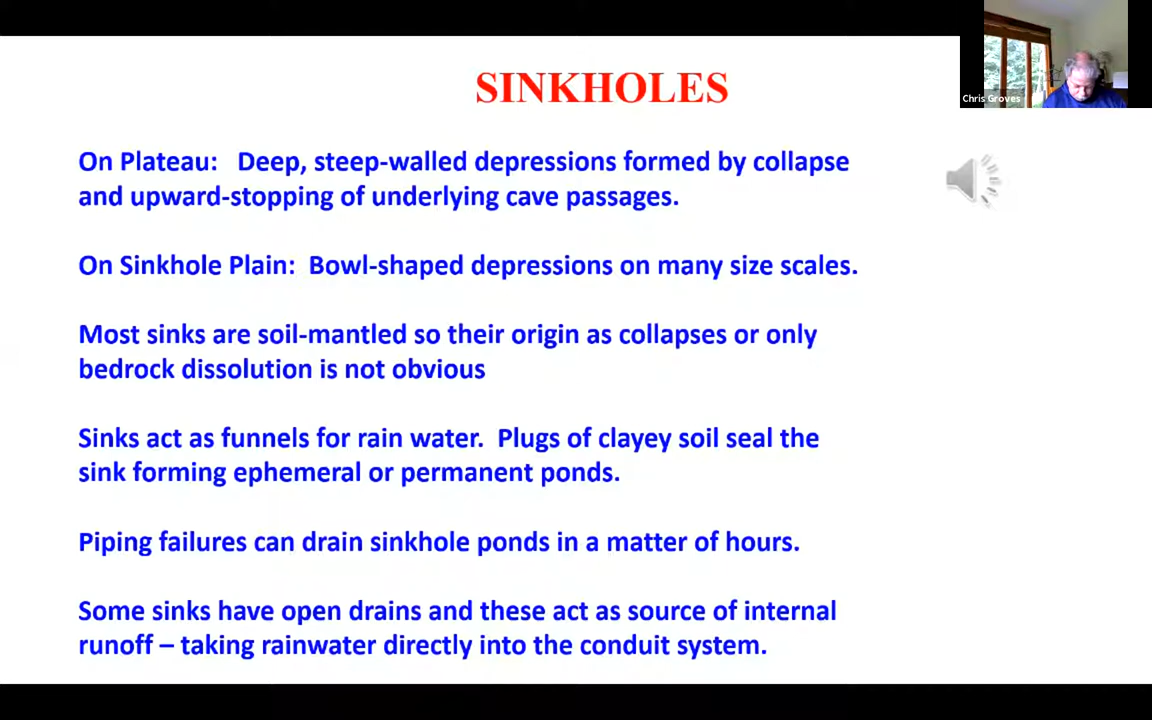 SINKHOLES
Chris Groves
On Plateau: Deep, steep-walled depressions formed by collapse
and upward-stopping of underlying cave passages.
On Sinkhole Plain: Bowl-shaped depressions on many size scales.
Most sinks are soil-mantled so their origin as collapses or only
bedrock dissolution is not obvious
Sinks act as funnels for rain water. Plugs of clayey soil seal the
sink forming ephemeral or permanent ponds.
Piping failures can drain sinkhole ponds in a matter of hours.
Some sinks have open drains and these act as source of internal
runoff – taking rainwater directly into the conduit system.